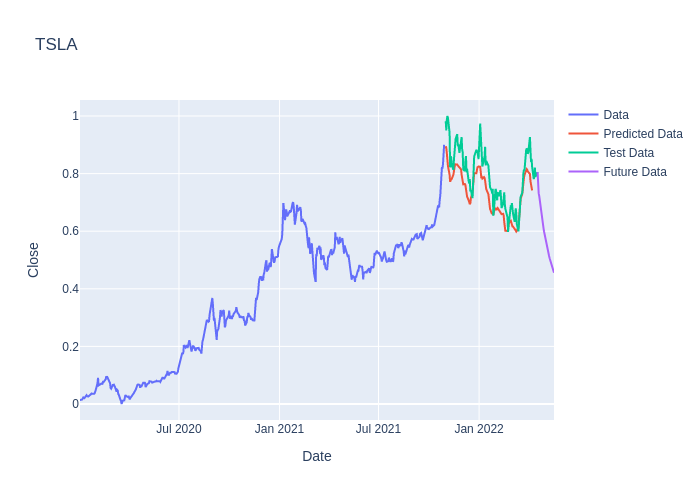 TSLA
Data
Predicted Data
Test Data
Future Data
1
0.8
0.6
0.4
0.2
0
Close
Jul 2020
Jan 2021
Jul 2021
Jan 2022
Date